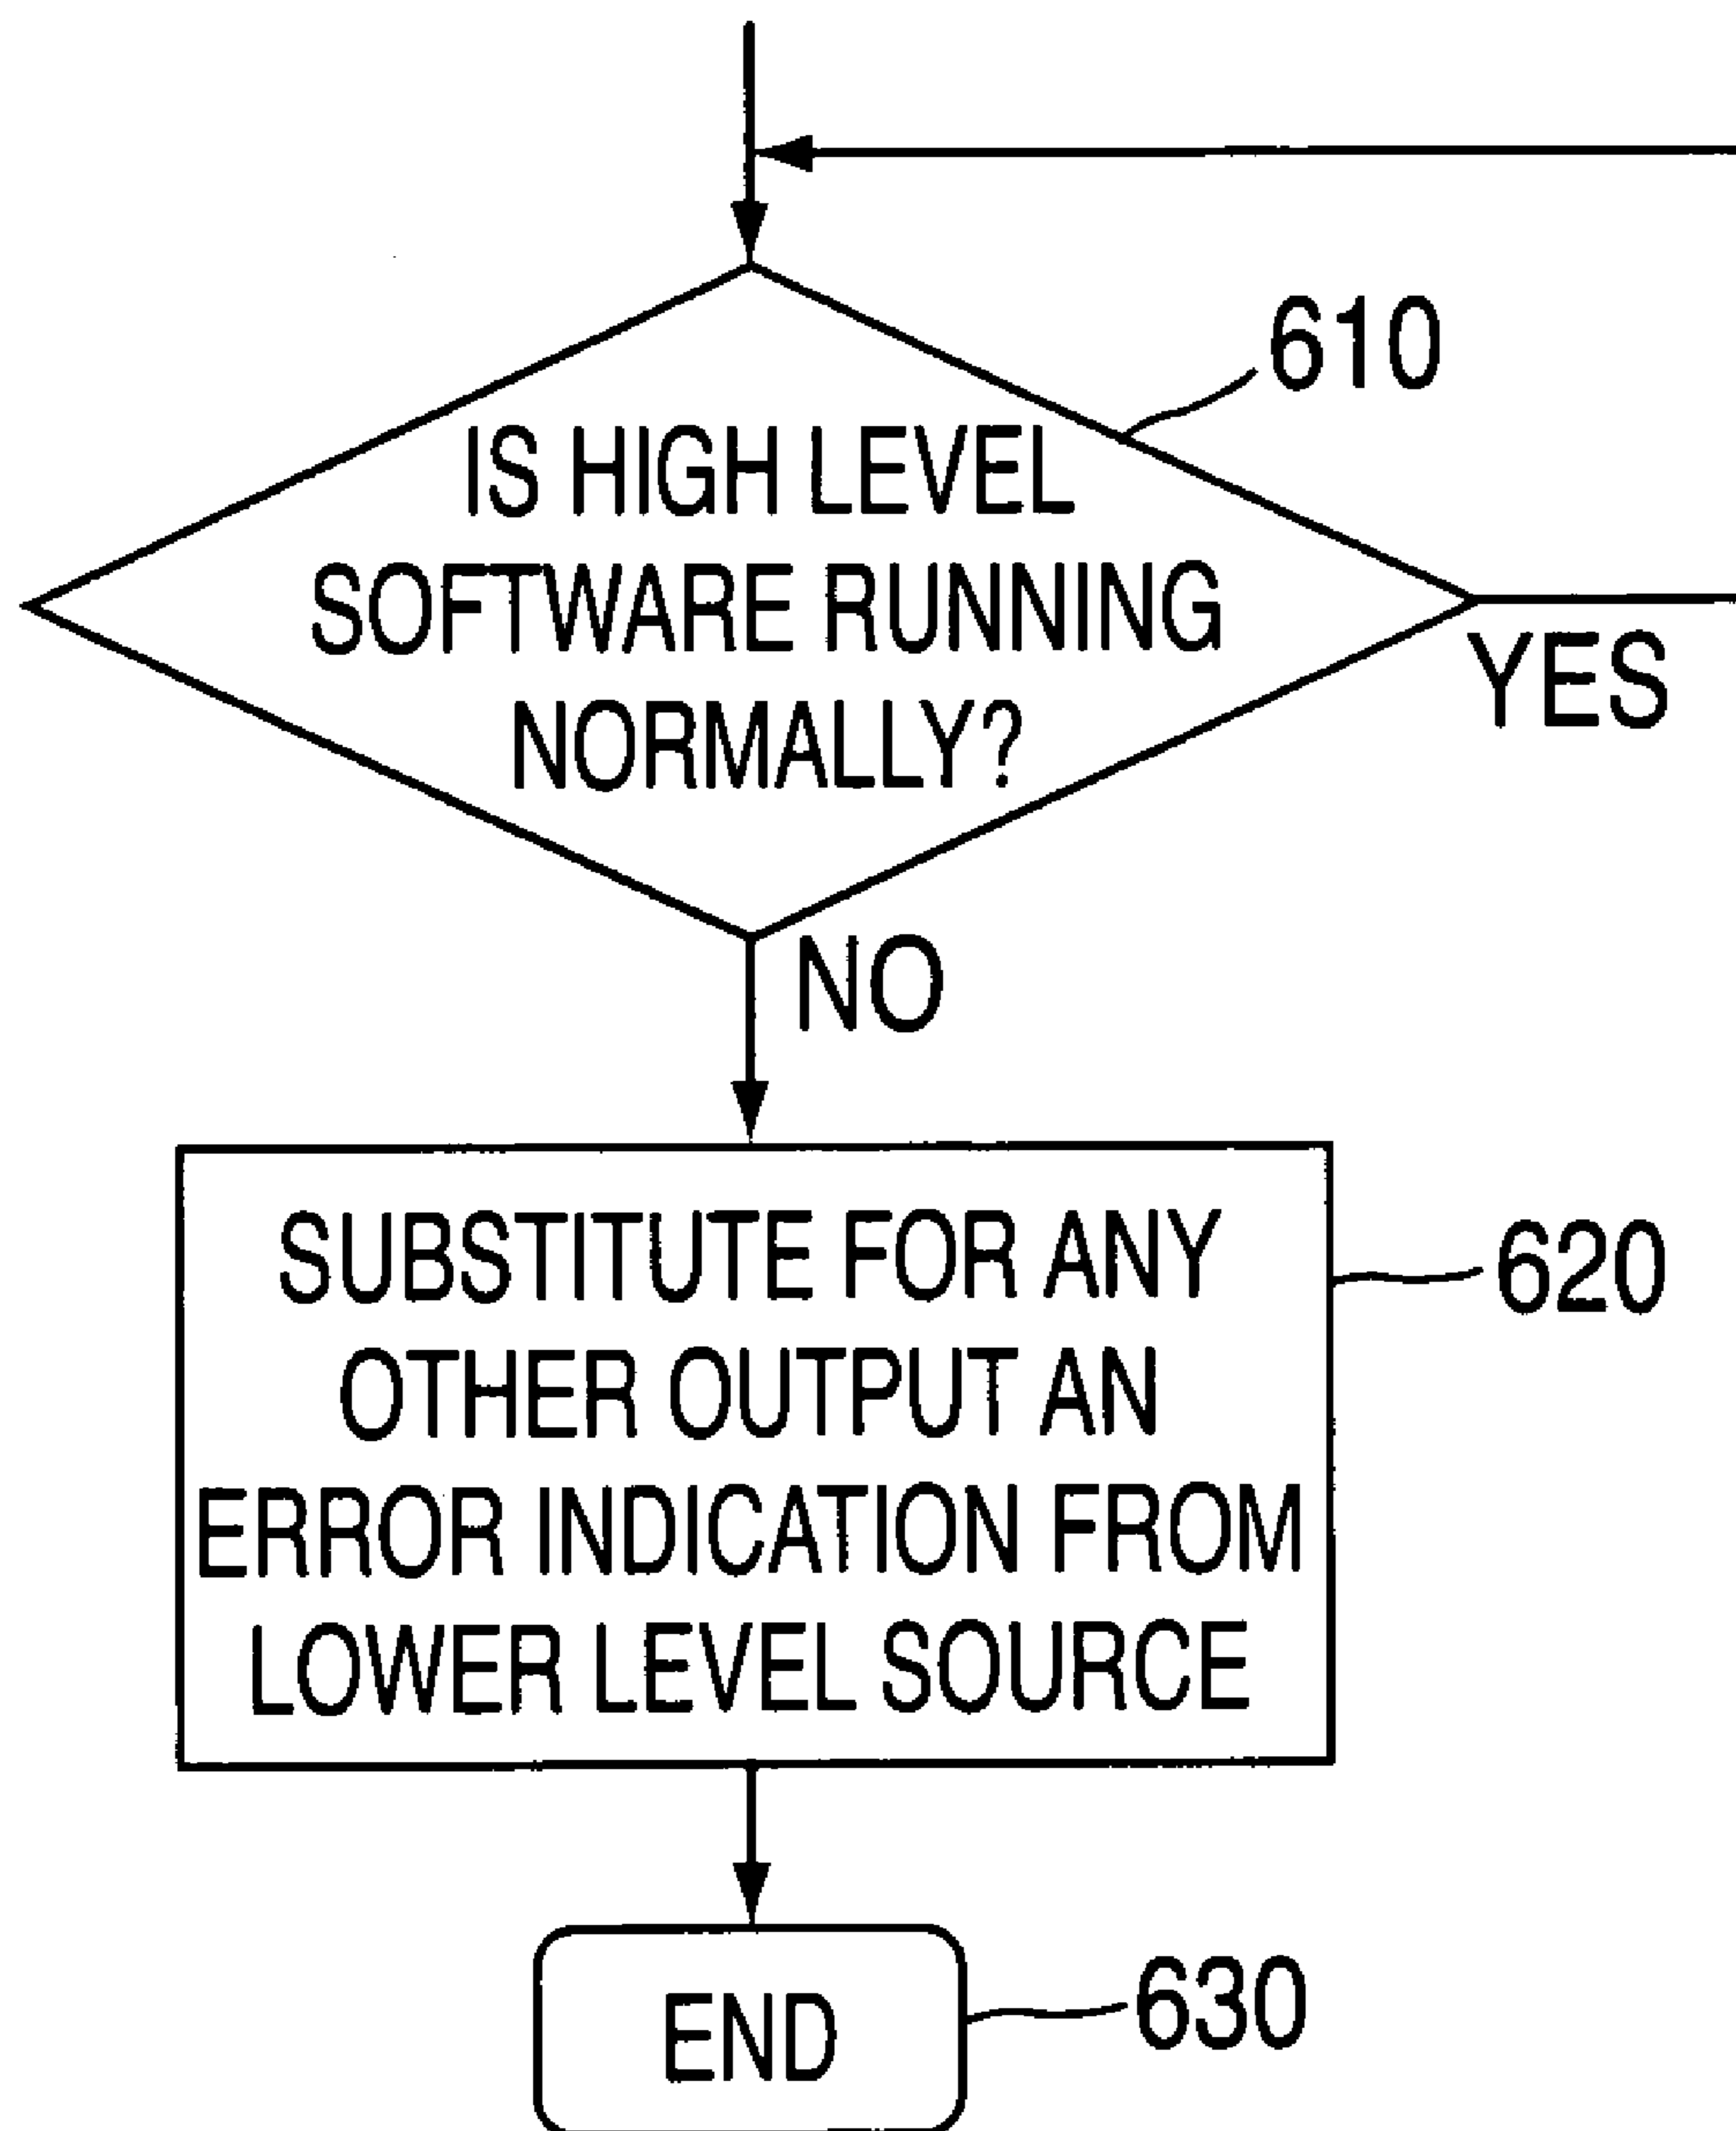 610
IS HIGH LEVEL
SOFTWARE RUNNING
NORMALLY?
YES
NO
SUBSTITUTE FOR ANY
OTHER OUTPUT AN
ERROR INDICATION FROM
LOWER LEVEL SOURCE
620
END
630